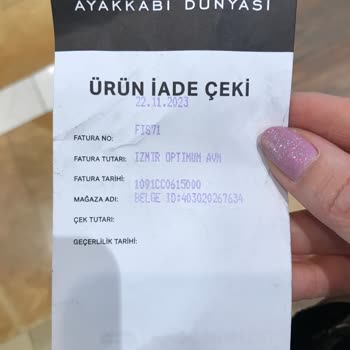 AYAKKABI DÜNYASI
ÜRÜN İADE ÇEKİ
22.11.2023
FATURA NO: FIS71
FATURA TUTARI: IZMIR OPTIMUM AVM
FATURA TARİHİ:
1091CC0615000
MAĞAZA ADI: BELGE ID:403020267634
ÇEK TUTARI:
GEÇERLİLİK TARİHİ: